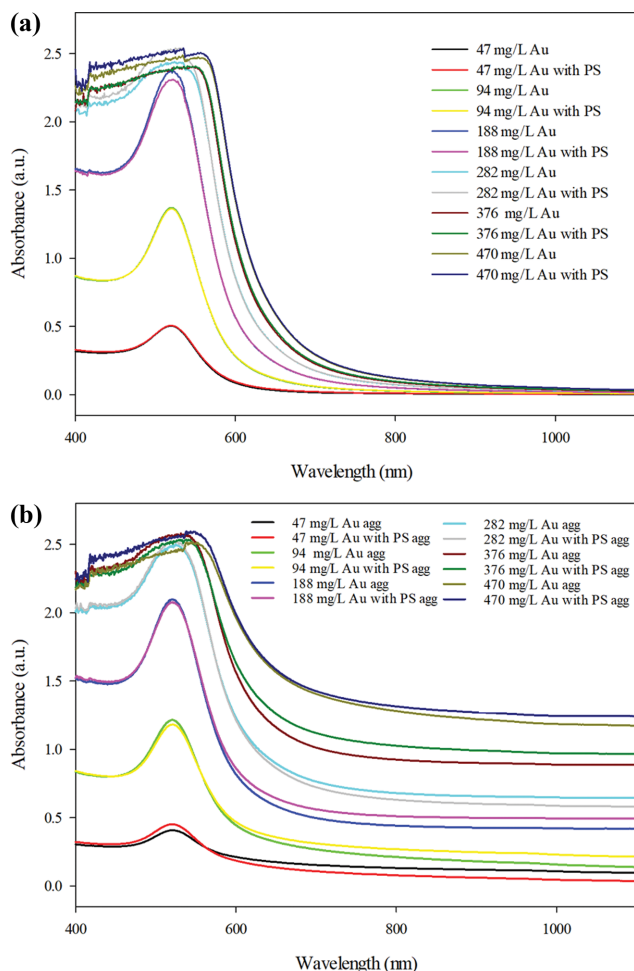 (a)
2.5
2.0
1.5
1.0
0.5
0.0
Absorbance (a.u.)
47 mg/L Au
47 mg/L Au with PS
94 mg/L Au
94 mg/L Au with PS
188 mg/L Au
188 mg/L Au with PS
282 mg/L Au
282 mg/L Au with PS
376 mg/L Au
376 mg/L Au with PS
470 mg/L Au
470 mg/L Au with PS
400 600 800 1000
Wavelength (nm)
(b)
2.5
2.0
1.5
1.0
0.5
0.0
Absorbance (a.u.)
47 mg/L Au agg
47 mg/L Au with PS agg
94 mg/L Au agg
94 mg/L Au with PS agg
188 mg/L Au agg
188 mg/L Au with PS agg
282 mg/L Au agg
282 mg/L Au with PS agg
376 mg/L Au agg
376 mg/L Au with PS agg
470 mg/L Au agg
470 mg/L Au with PS agg
400 600 800 1000
Wavelength (nm)